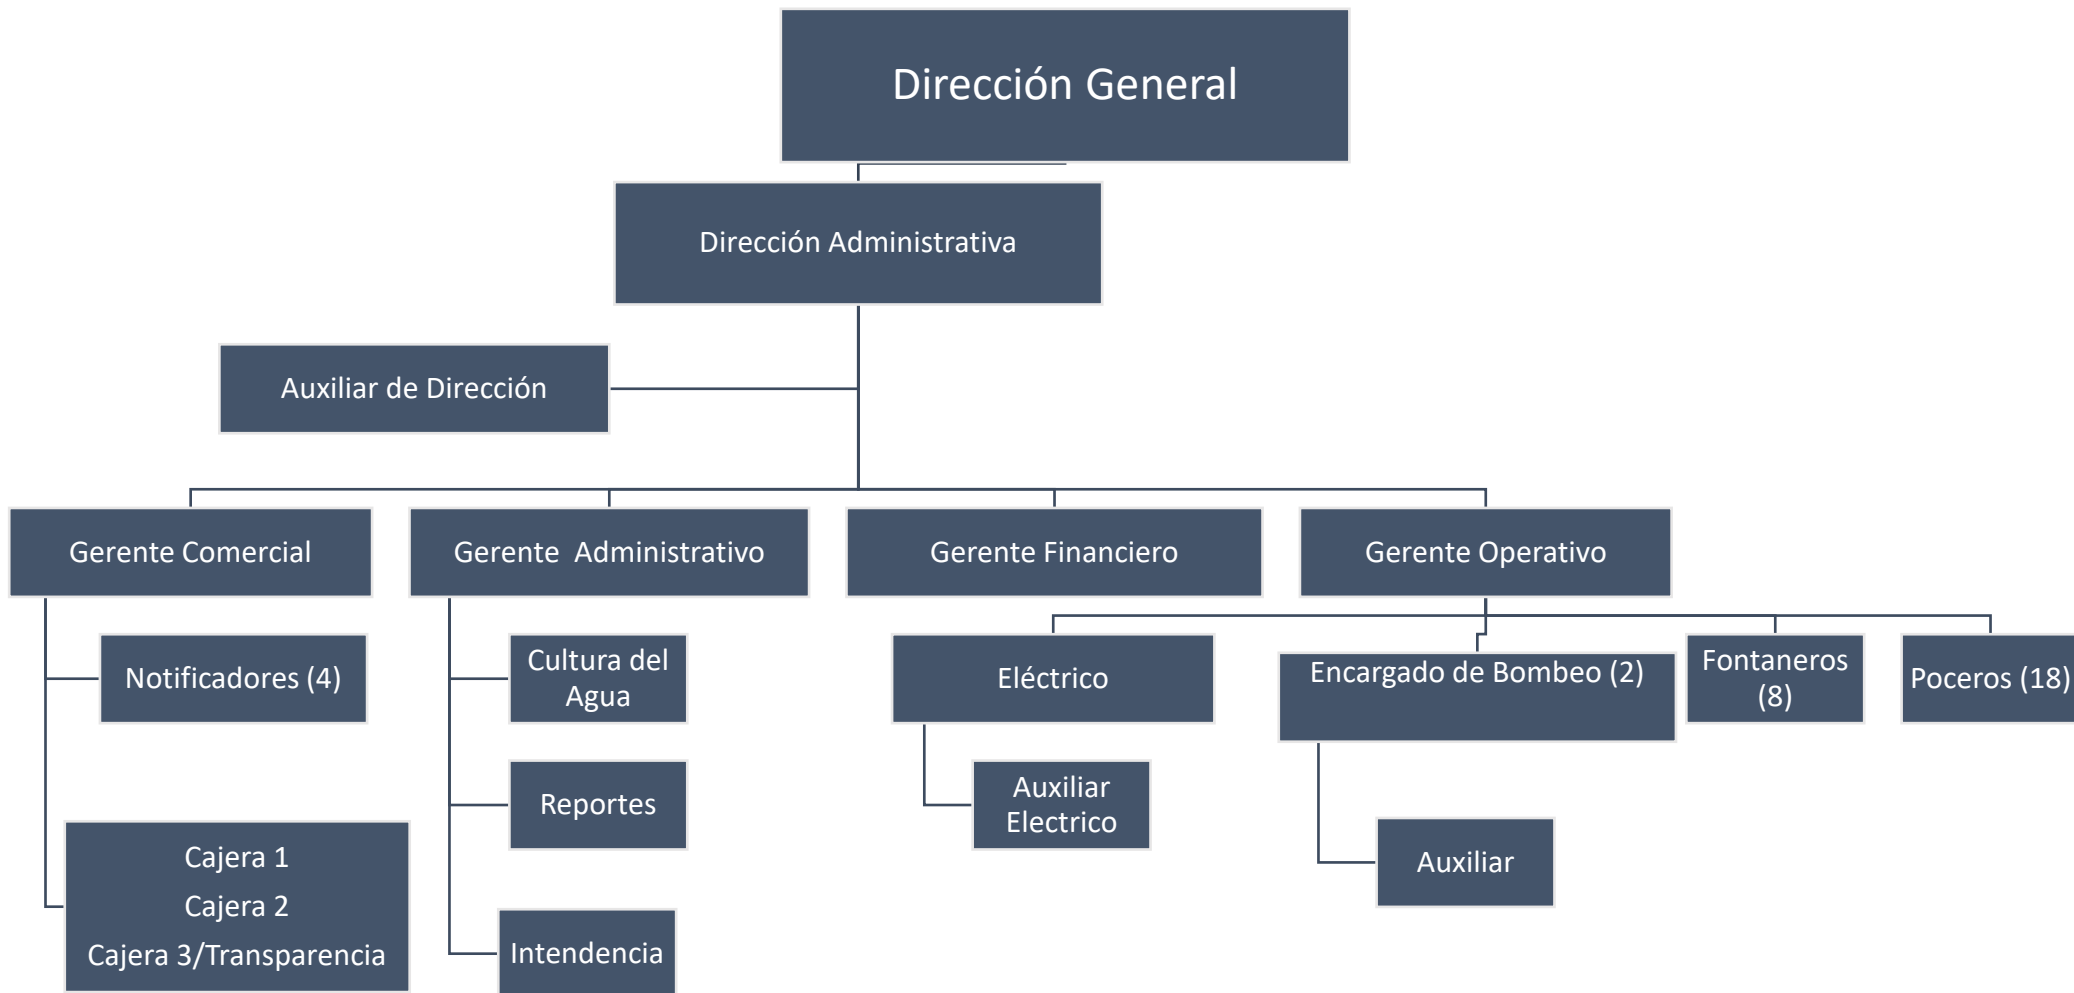 Dirección General
Dirección Administrativa
Auxiliar de Dirección
Gerente Comercial
Gerente  Administrativo
Gerente Financiero
Gerente Operativo
Notificadores (4)
Cultura del
Agua
Eléctrico
Encargado de Bombeo (2)
Fontaneros
(8)
Poceros (18)
Reportes
Auxiliar
Electrico
Cajera 1
Cajera 2
Cajera 3/Transparencia
Auxiliar
Intendencia